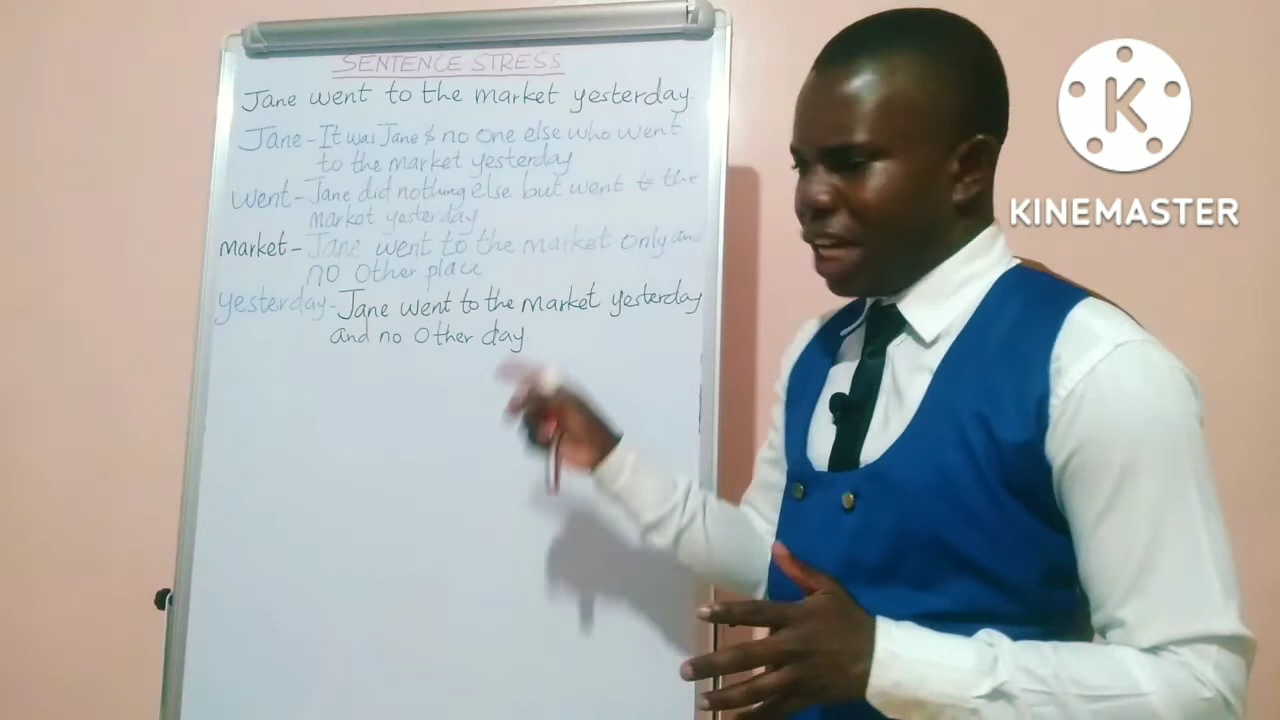 SENTENCE STRESS
Jane went to the market yesterday.
Jane - It was Jane & no one else who went
to the market yesterday
Went - Jane did nothing else but went to the
market yesterday
market - Jane went to the market only and
no other place
yesterday - Jane went to the market yesterday
and no other day
K
KINEMASTER